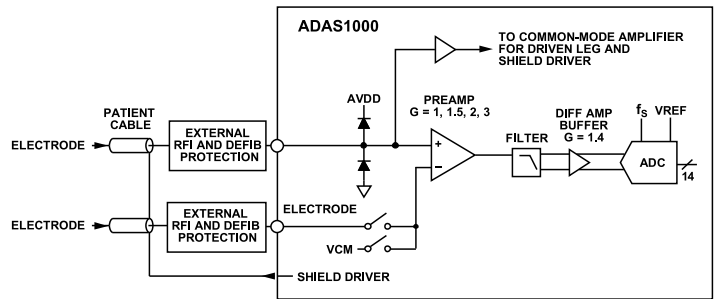 ADAS1000
TO COMMON-MODE AMPLIFIER
FOR DRIVEN LEG AND
SHIELD DRIVER
AVDD
PREAMP
G = 1, 1.5, 2, 3
DIFF AMP
BUFFER
G = 1.4
fS
VREF
PATIENT
CABLE
ELECTRODE
EXTERNAL
RFI AND DEFIB
PROTECTION
+
–
FILTER
ADC
14
ELECTRODE
EXTERNAL
RFI AND DEFIB
PROTECTION
ELECTRODE
VCM
SHIELD DRIVER